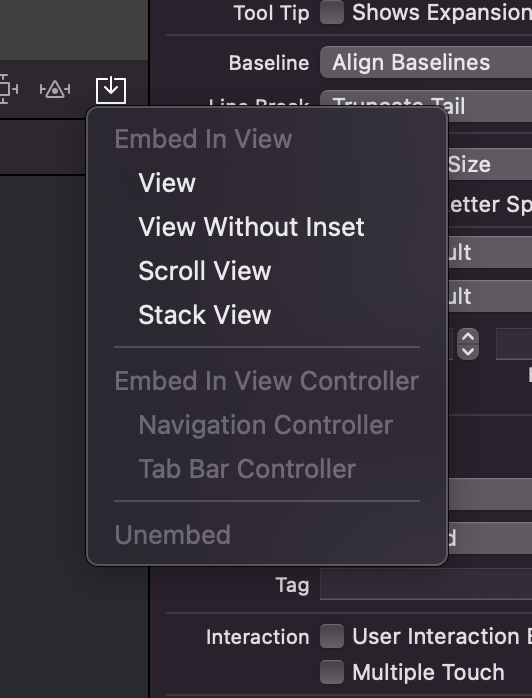 Tool Tip Shows Expansion
Baseline Align Baselines
Line Break Truncate Tail
Embed In View
View
Size
View Without Inset
etter Sp
Scroll View
ult
Stack View
ult
Embed In View Controller
Navigation Controller
Tab Bar Controller
Unembed
d
Tag
Interaction User Interaction E
Multiple Touch